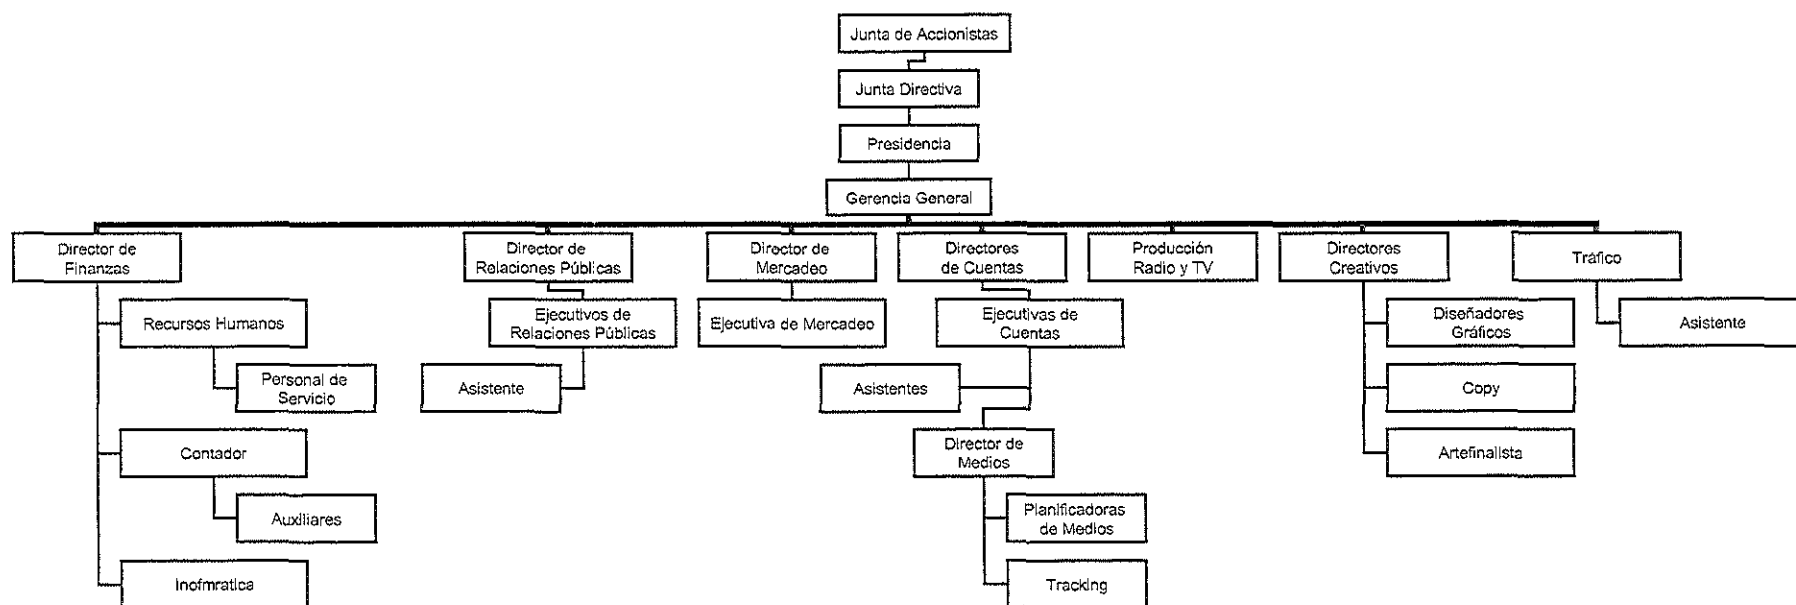 Junta de Accionistas
Junta Directiva
Presidencia
Gerencia General
Director de
Finanzas
Director de
Relaciones Públicas
Director de
Mercadeo
Directores
de Cuentas
Producción
Radio y TV
Directores
Creativos
Tráfico
Recursos Humanos
Ejecutivos de
Relaciones Públicas
Ejecutiva de Mercadeo
Ejecutivas de
Cuentas
Diseñadores
Gráficos
Asistente
Personal de
Servicio
Asistente
Asistentes
Copy
Contador
Director de
Medios
Artefinalista
Auxiliares
Planificadoras
de Medios
Inofmratica
Tracking